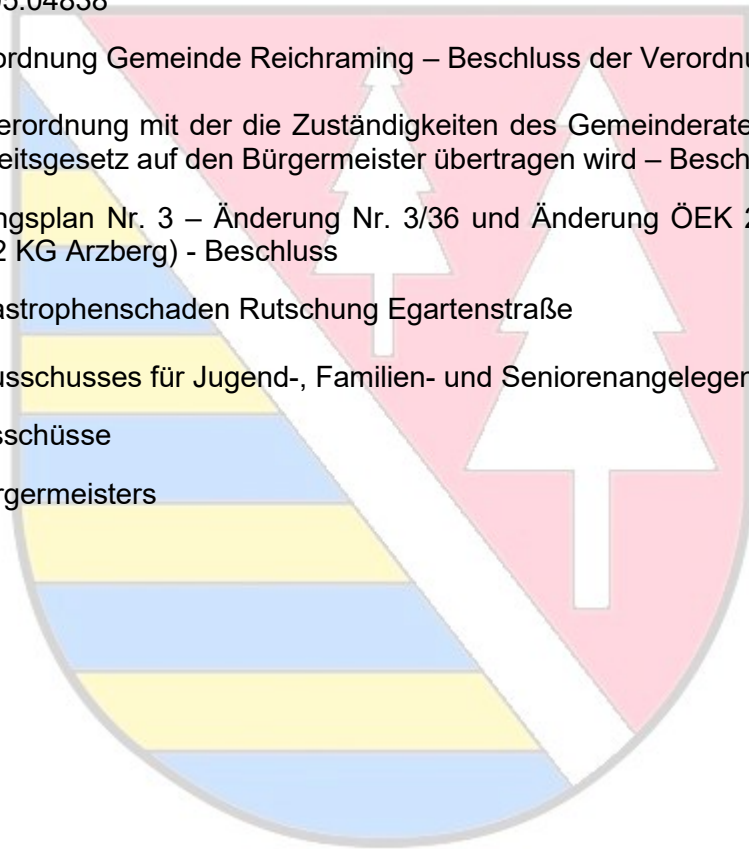 05.04838
ordnung Gemeinde Reichraming – Beschluss der Verordnu
erordnung mit der die Zuständigkeiten des Gemeinderate
eitsgesetz auf den Bürgermeister übertragen wird – Besch
ngsplan Nr. 3 – Änderung Nr. 3/36 und Änderung ÖEK 2
2 KG Arzberg) - Beschluss
astrophenschaden Rutschung Egartenstraße
usschusses für Jugend-, Familien- und Seniorenangelegen
sschüsse
rgermeisters